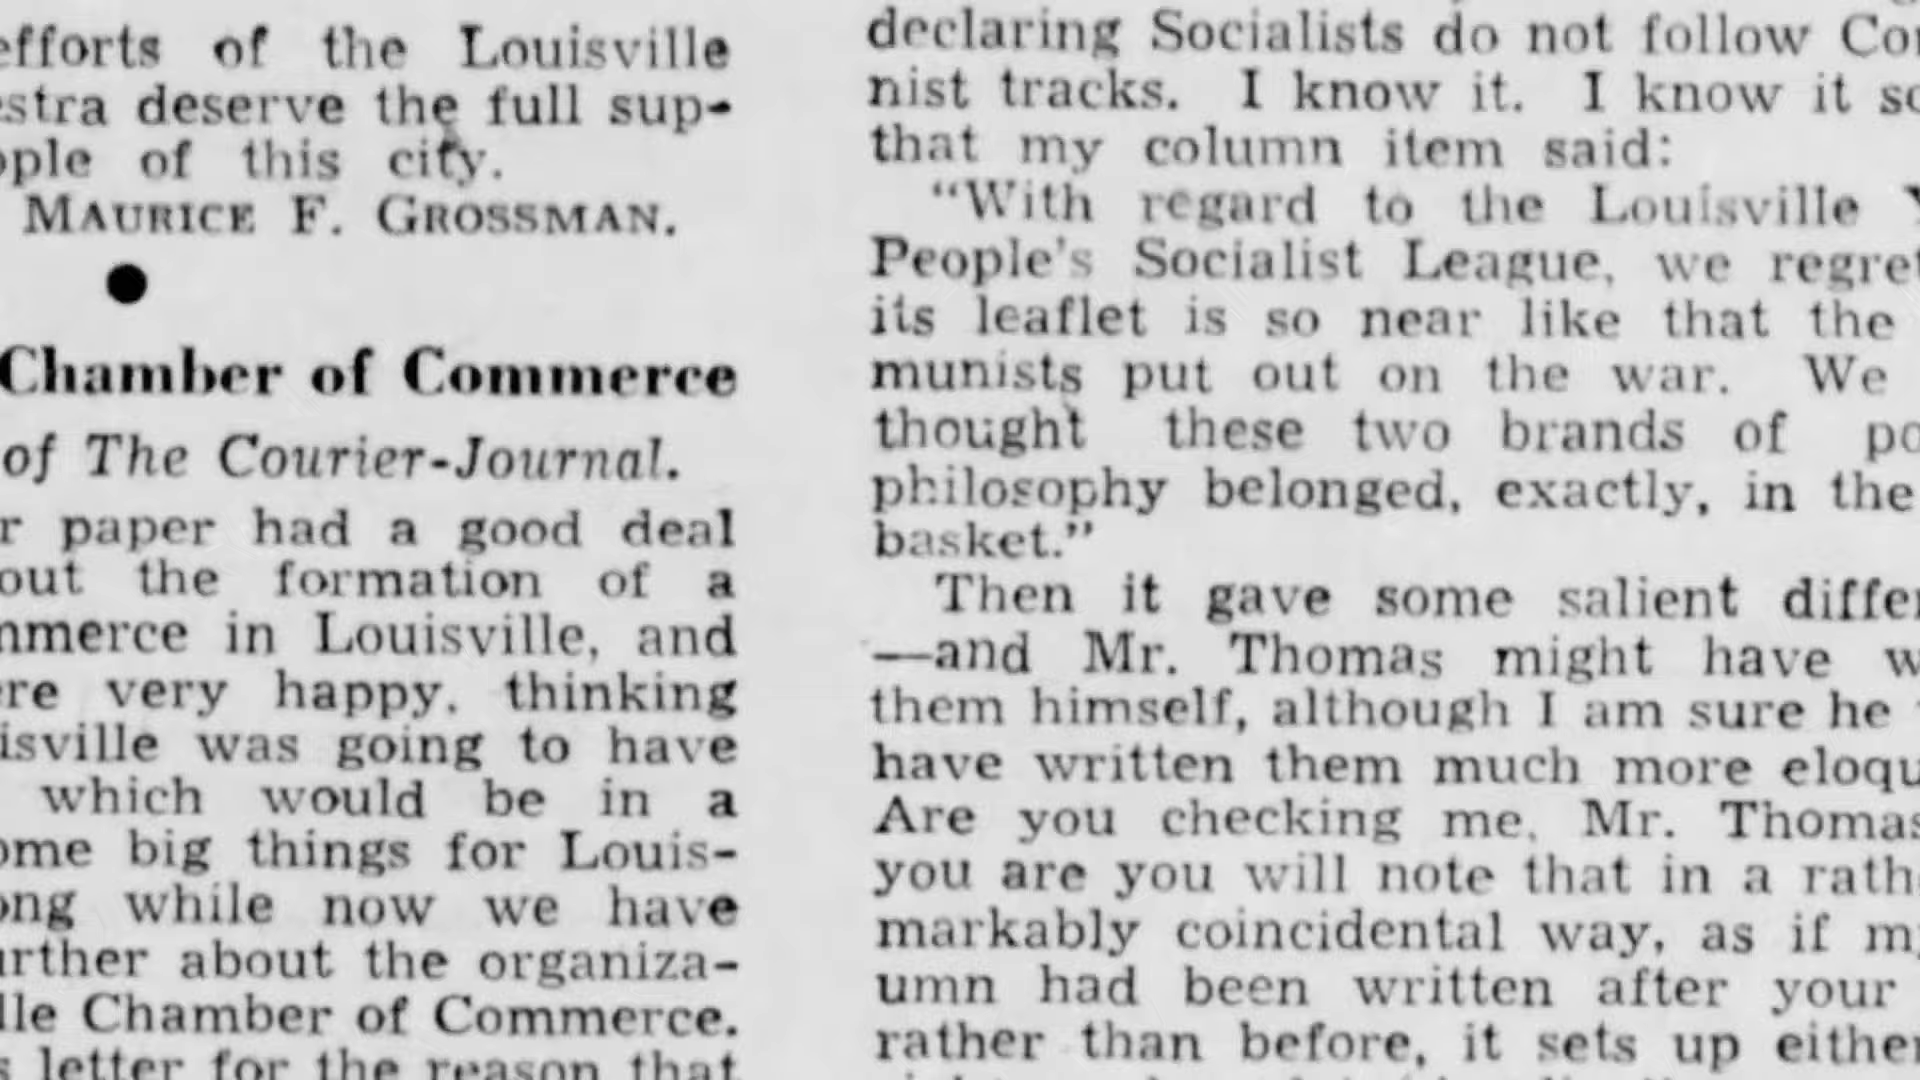 efforts of the Louisville
stra deserve the full sup-
ople of this city.
MAURICE F. GROSSMAN.
Chamber of Commerce
of The Courier-Journal.
r paper had a good deal
out the formation of a
mmerce in Louisville, and
re very happy, thinking
isville was going to have
which would be in a
ome big things for Louis-
ong while now we have
urther about the organiza-
lle Chamber of Commerce.
s letter for the reason that
declaring Socialists do not follow Co
nist tracks. I know it. I know it so
that my column item said:
"With regard to the Louisville Y
People's Socialist League, we regret
its leaflet is so near like that the
munists put out on the war. We
thought these two brands of po
philosophy belonged, exactly, in the
basket."
Then it gave some salient differ
—and Mr. Thomas might have w
them himself, although I am sure he
have written them much more eloqu
Are you checking me, Mr. Thomas
you are you will note that in a rath
markably coincidental way, as if my
umn had been written after your
rather than before, it sets up either